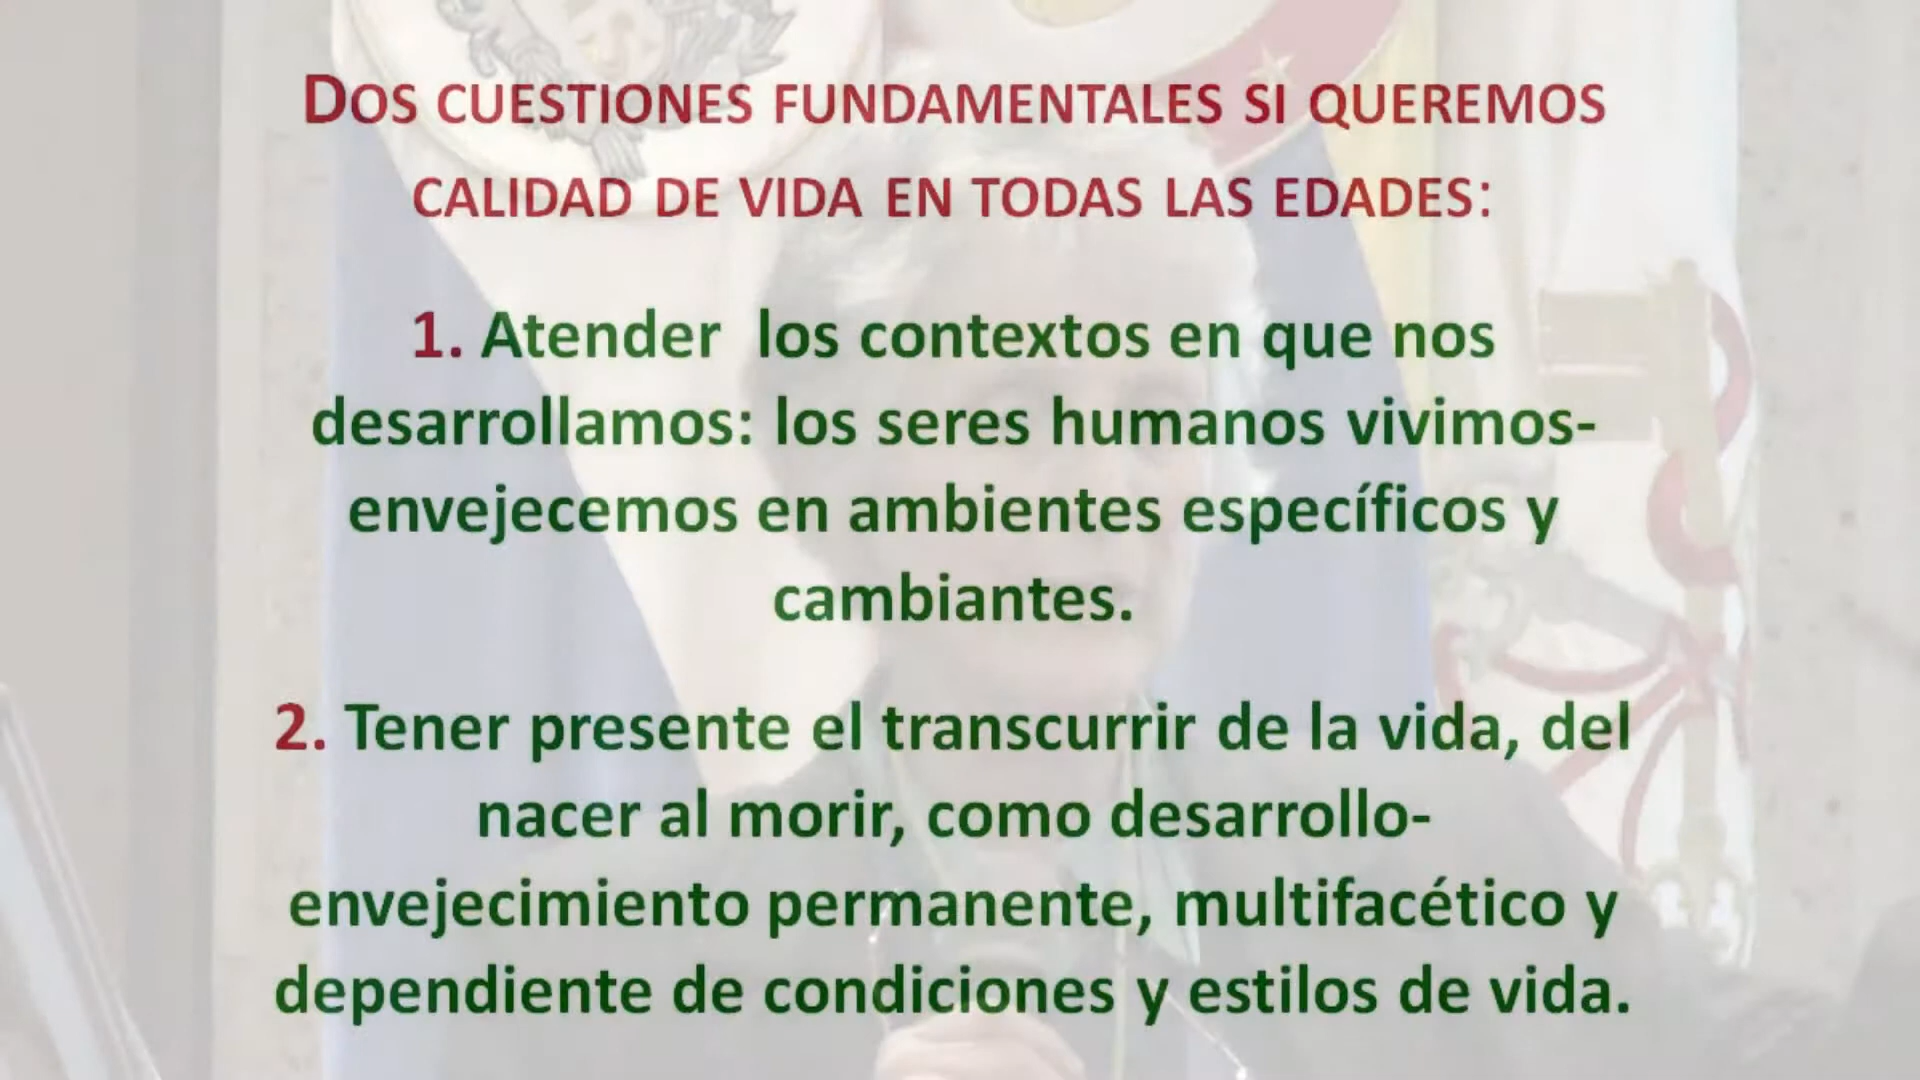 DOS CUESTIONES FUNDAMENTALES SI QUEREMOS
CALIDAD DE VIDA EN TODAS LAS EDADES:
1. Atender los contextos en que nos
desarrollamos: los seres humanos vivimos-
envejecemos en ambientes específicos y
cambiantes.
2. Tener presente el transcurrir de la vida, del
nacer al morir, como desarrollo-
envejecimiento permanente, multifacético y
dependiente de condiciones y estilos de vida.